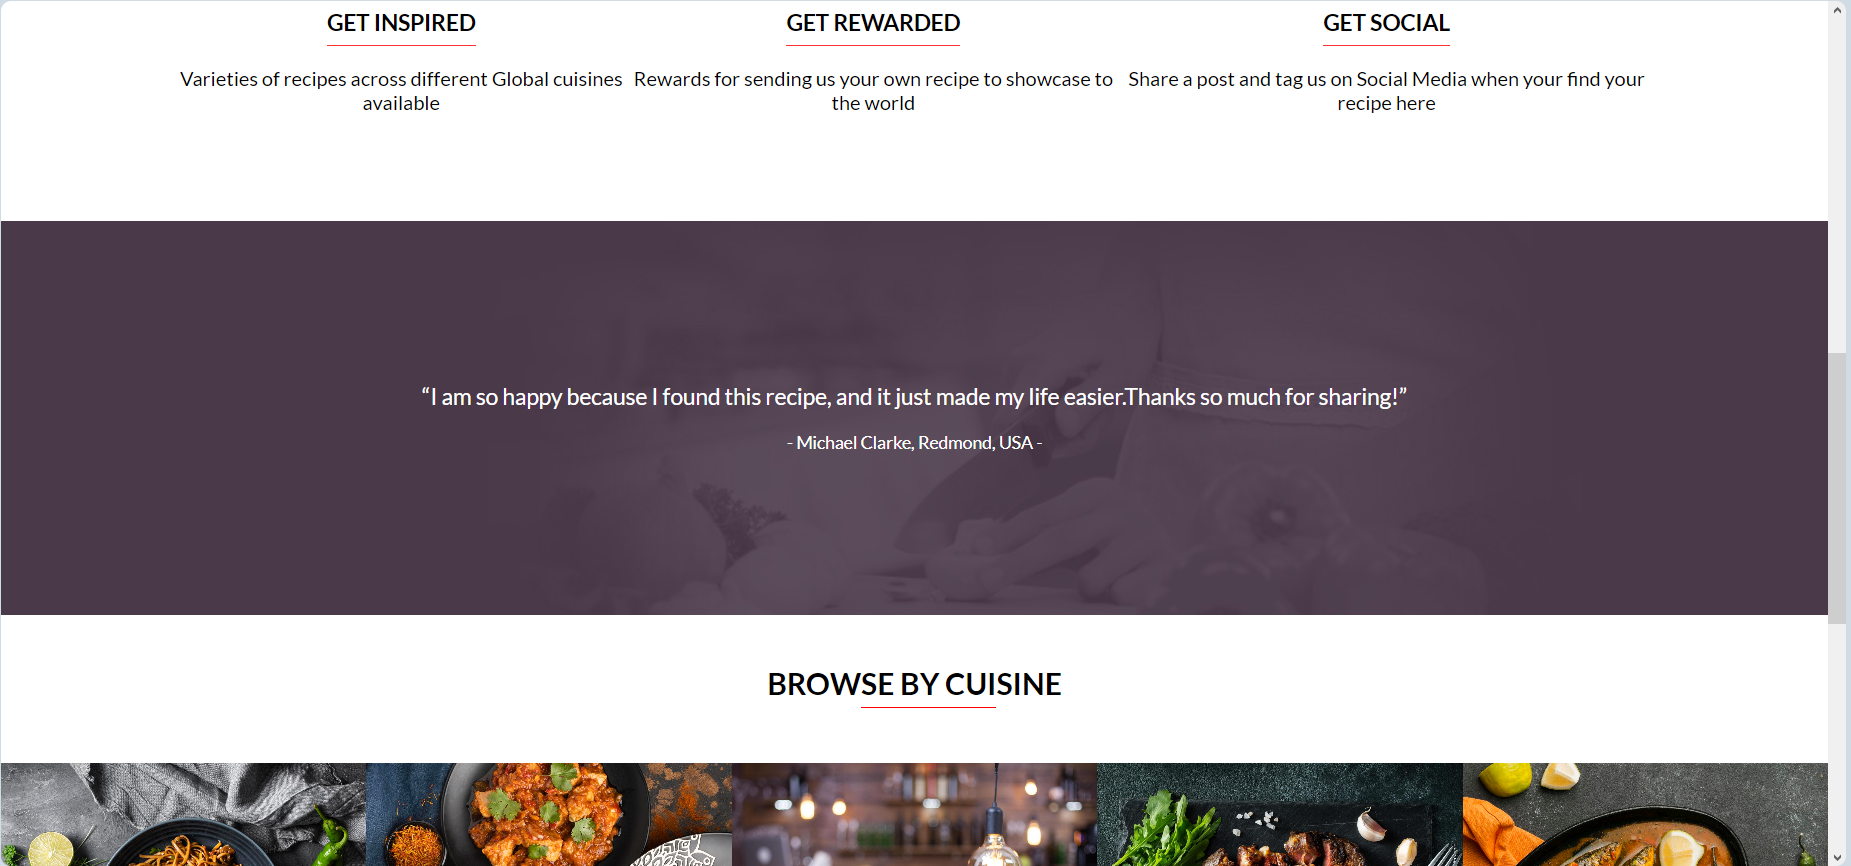 GET INSPIRED
GET REWARDED
GET SOCIAL
Varieties of recipes across different Global cuisines
available
Rewards for sending us your own recipe to showcase to
the world
Share a post and tag us on Social Media when your find your
recipe here
“I am so happy because I found this recipe, and it just made my life easier.Thanks so much for sharing!”
- Michael Clarke, Redmond, USA -
BROWSE BY CUISINE